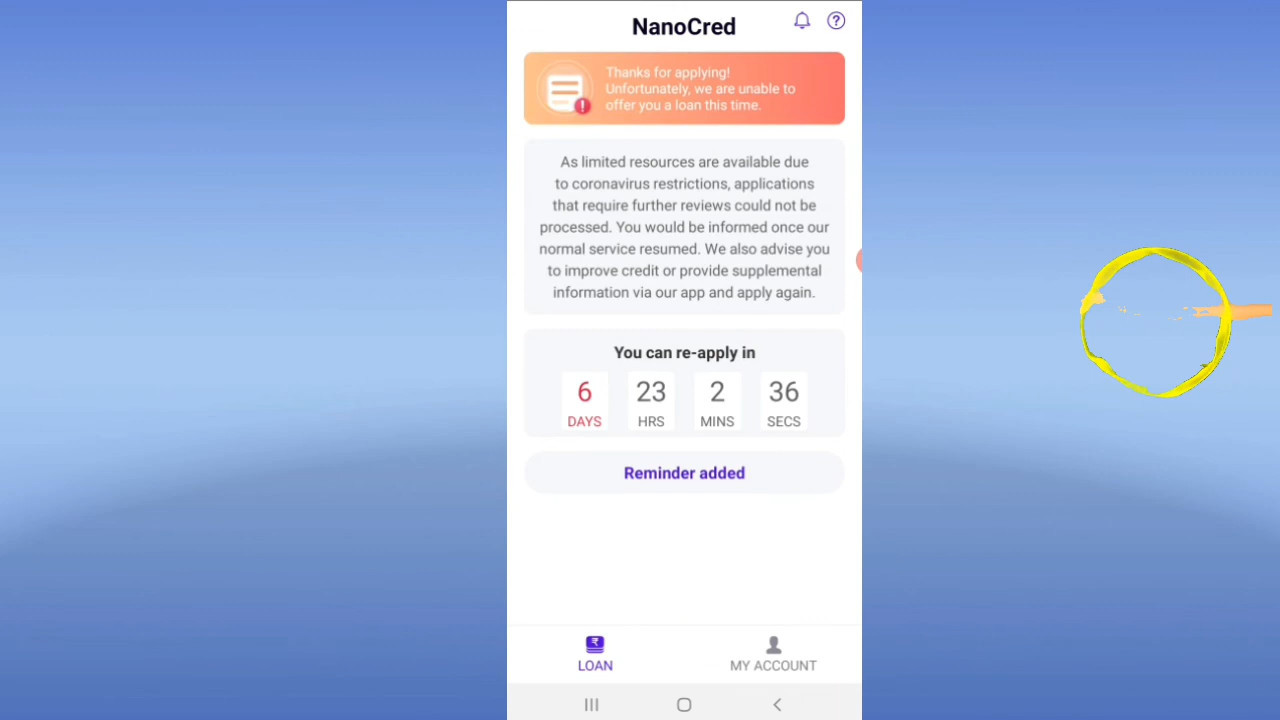 NanoCred
Thanks for applying!
Unfortunately, we are unable to
offer you a loan this time.
As limited resources are available due
to coronavirus restrictions, applications
that require further reviews could not be
processed. You would be informed once our
normal service resumed. We also advise you
to improve credit or provide supplemental
information via our app and apply again.
You can re-apply in
6 23 2 36
DAYS HRS MINS SECS
Reminder added
LOAN MY ACCOUNT